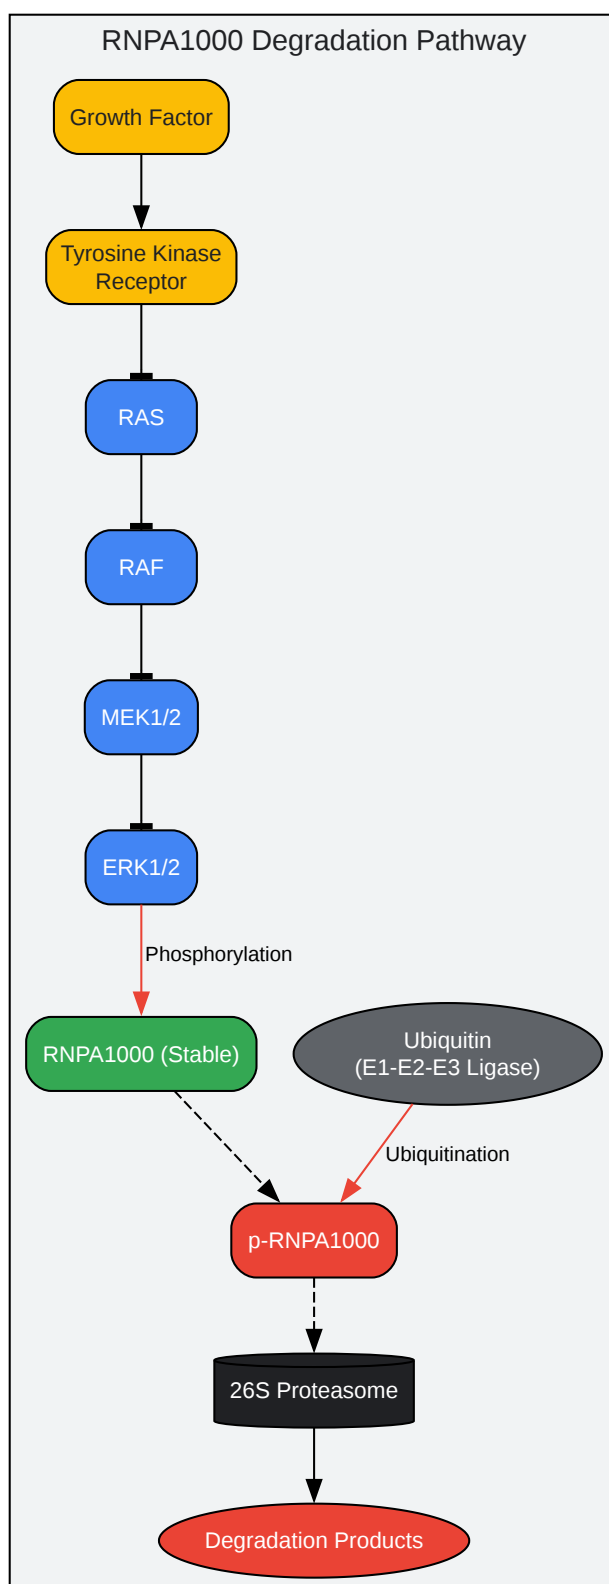 RNPA1000 Degradation Pathway
Growth Factor
Tyrosine Kinase
Receptor
RAS
RAF
MEK1/2
ERK1/2
Phosphorylation
RNPA1000 (Stable)
Ubiquitin
(E1-E2-E3 Ligase)
Ubiquitination
p-RNPA1000
26S Proteasome
Degradation Products